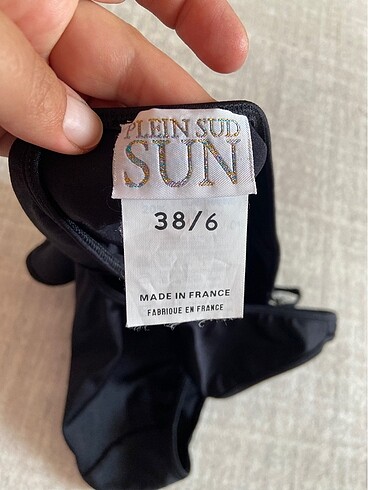 PLEIN SUD
SUN
38/6
MADE IN FRANCE
FABRIQUE EN FRANCE